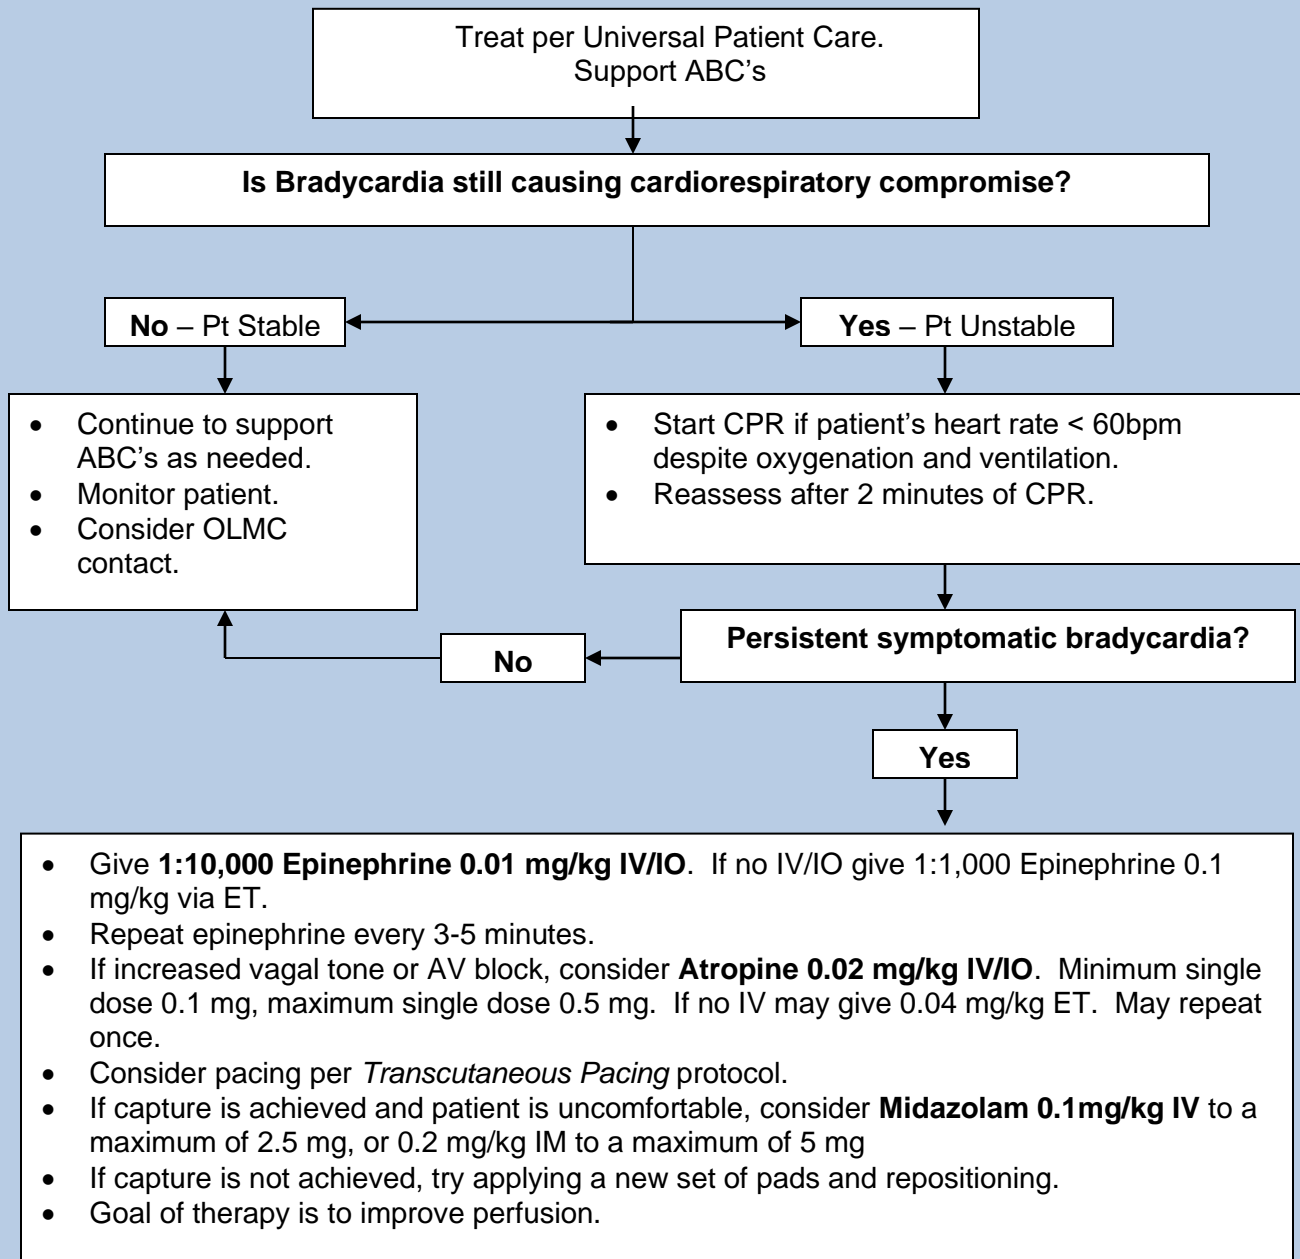 Treat per Universal Patient Care.
Support ABC’s
Is Bradycardia still causing cardiorespiratory compromise?
No – Pt Stable
Yes – Pt Unstable
• Continue to support
ABC’s as needed.
• Monitor patient.
• Consider OLMC
contact.
• Start CPR if patient’s heart rate < 60bpm
despite oxygenation and ventilation.
• Reassess after 2 minutes of CPR.
Persistent symptomatic bradycardia?
No
Yes
• Give 1:10,000 Epinephrine 0.01 mg/kg IV/IO.  If no IV/IO give 1:1,000 Epinephrine 0.1
mg/kg via ET.
• Repeat epinephrine every 3-5 minutes.
• If increased vagal tone or AV block, consider Atropine 0.02 mg/kg IV/IO.  Minimum single
dose 0.1 mg, maximum single dose 0.5 mg.  If no IV may give 0.04 mg/kg ET.  May repeat
once.
• Consider pacing per Transcutaneous Pacing protocol.
• If capture is achieved and patient is uncomfortable, consider Midazolam 0.1mg/kg IV to a
maximum of 2.5 mg, or 0.2 mg/kg IM to a maximum of 5 mg
• If capture is not achieved, try applying a new set of pads and repositioning.
• Goal of therapy is to improve perfusion.